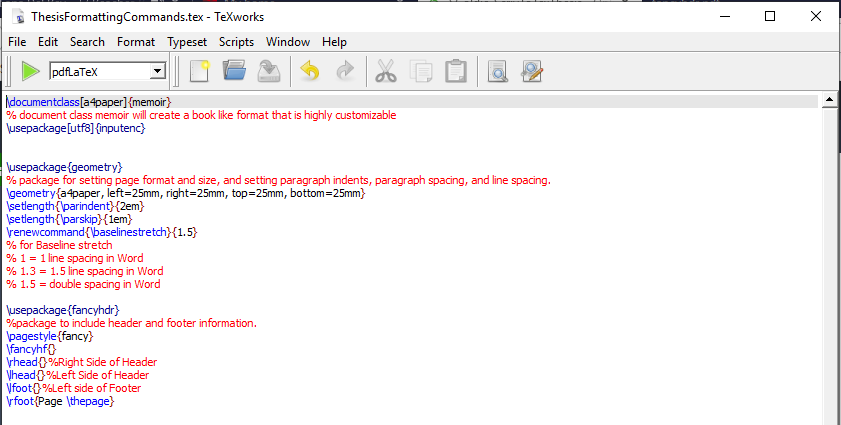 ThesisFormattingCommands.tex - TeXworks
File Edit Search Format Typeset Scripts Window Help
pdfLaTeX
\documentclass[a4paper]{memoir}
% document class memoir will create a book like format that is highly customizable
\usepackage[utf8]{inputenc}
\usepackage{geometry}
% package for setting page format and size, and setting paragraph indents, paragraph spacing, and line spacing.
\geometry{a4paper, left=25mm, right=25mm, top=25mm, bottom=25mm}
\setlength{\parindent}{2em}
\setlength{\parskip}{1em}
\renewcommand{\baselinestretch}{1.5}
% for Baseline stretch
% 1 = 1 line spacing in Word
% 1.3 = 1.5 line spacing in Word
% 1.5 = double spacing in Word
\usepackage{fancyhdr}
%package to include header and footer information.
\pagestyle{fancy}
\fancyhf{}
\rhead{}%Right Side of Header
\lhead{}%Left Side of Header
\lfoot{}%Left side of Footer
\rfoot{Page \thepage}